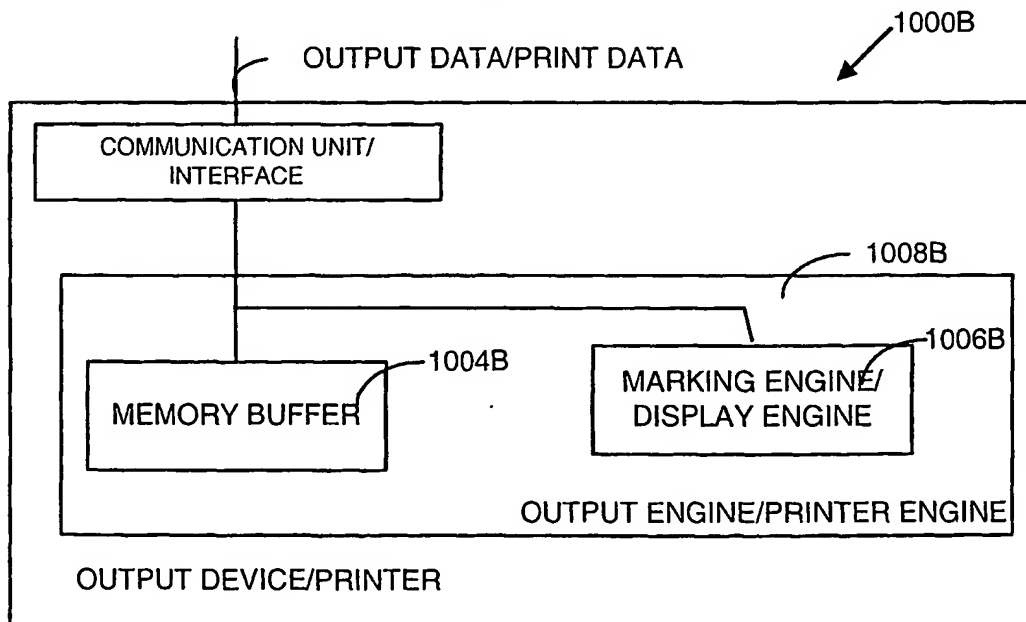 1000B
OUTPUT DATA/PRINT DATA
COMMUNICATION UNIT/
INTERFACE
1008B
1004B
1006B
MEMORY BUFFER
MARKING ENGINE/
DISPLAY ENGINE
OUTPUT ENGINE/PRINTER ENGINE
OUTPUT DEVICE/PRINTER